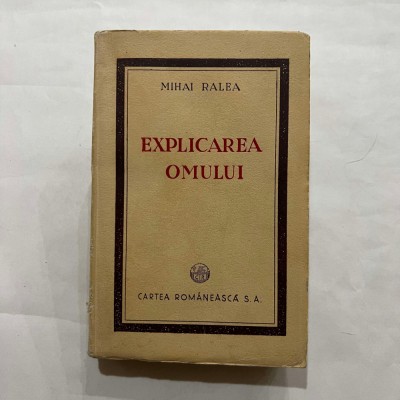 MIHAI RALEA
EXPLICAREA
OMULUI
CARTEA ROMÂNEASCĂ S.A.